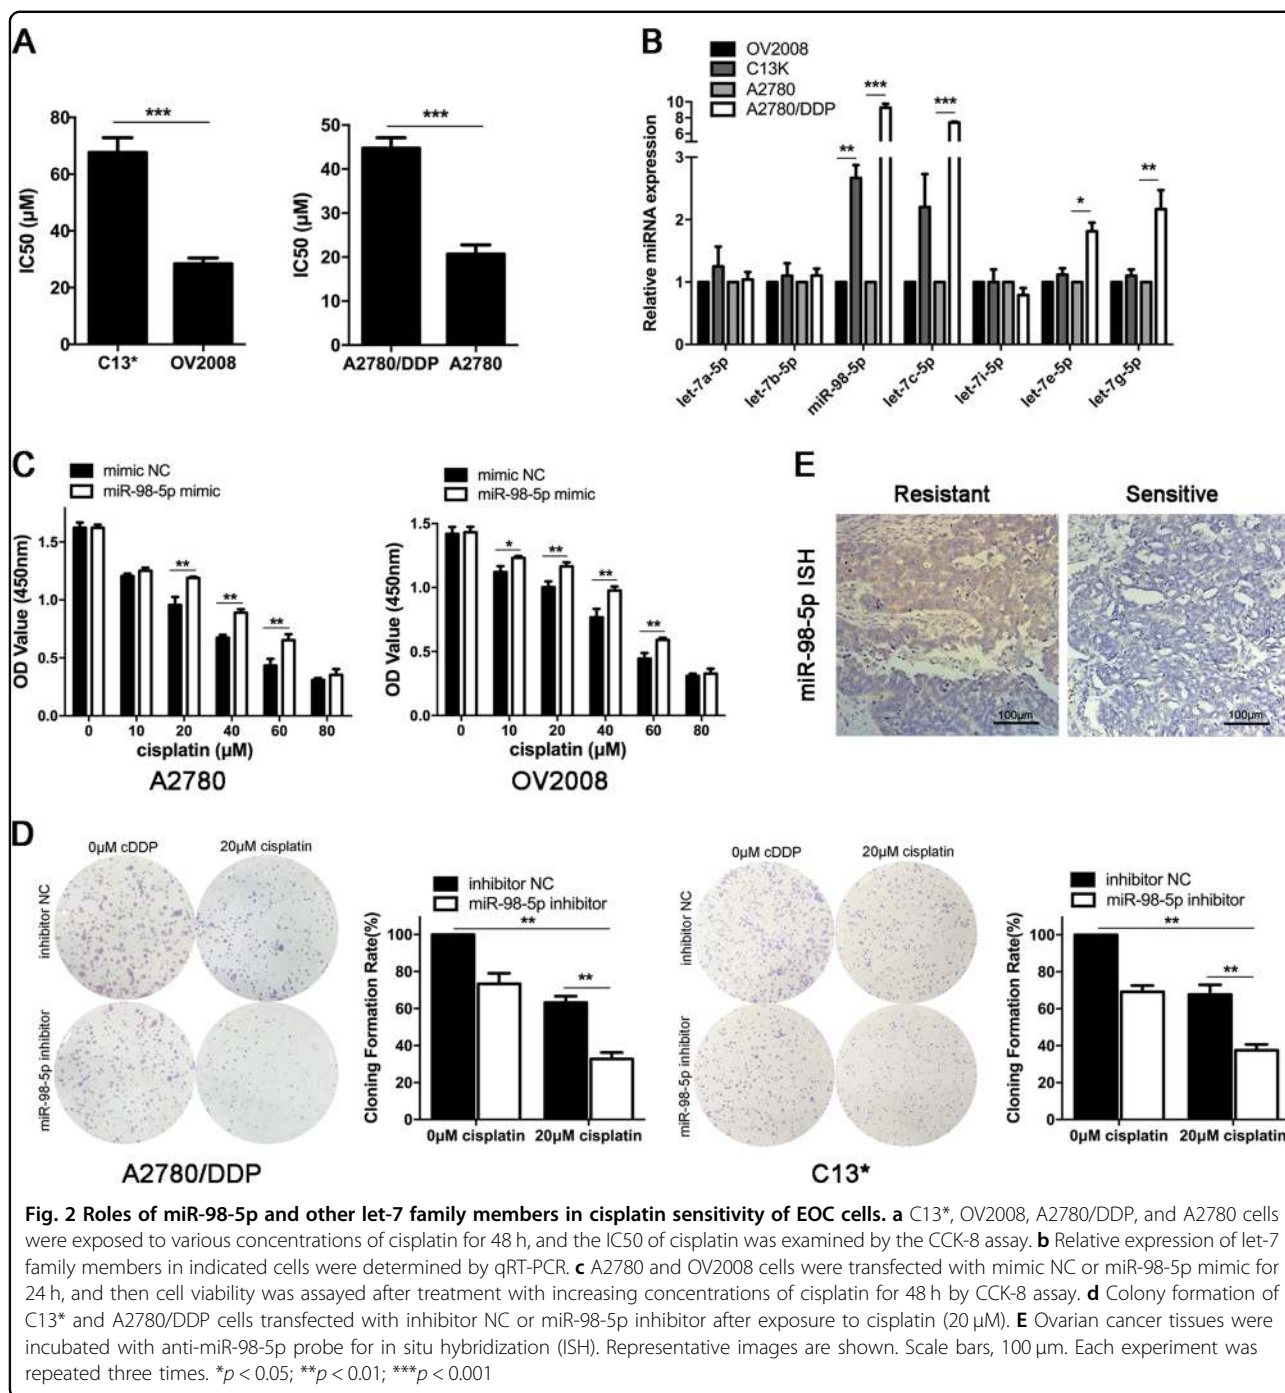 A
IC50 (µM)
80
60
40
20
0
***
C13* OV2008
IC50 (µM)
50
40
30
20
10
0
***
A2780/DDP A2780
B
OV2008
C13K
A2780
A2780/DDP
Relative miRNA expression
10
8
6
3
2
1
0
** *** *** * **
let-7a-5p
let-7b-5p
miR-98-5p
let-7c-5p
let-7i-5p
let-7e-5p
let-7g-5p
C
mimic NC
miR-98-5p mimic
OD Value (450nm)
1.5
1.0
0.5
0.0
** ** **
0 10 20 40 60 80
cisplatin (µM)
A2780
mimic NC
miR-98-5p mimic
OD Value (450nm)
1.5
1.0
0.5
0.0
* ** ** **
0 10 20 40 60 80
cisplatin (µM)
OV2008
E
Resistant Sensitive
miR-98-5p ISH
100µm
100µm
D
0µM cDDP 20µM cisplatin
inhibitor NC
miR-98-5p inhibitor
inhibitor NC
miR-98-5p inhibitor
Cloning Formation Rate(%)
100
80
60
40
20
0
**
**
0µM cisplatin 20µM cisplatin
A2780/DDP
0µM cDDP 20µM cisplatin
inhibitor NC
miR-98-5p inhibitor
inhibitor NC
miR-98-5p inhibitor
Cloning Formation Rate(%)
100
80
60
40
20
0
**
**
0µM cisplatin 20µM cisplatin
C13*
Fig. 2 Roles of miR-98-5p and other let-7 family members in cisplatin sensitivity of EOC cells. a C13*, OV2008, A2780/DDP, and A2780 cells
were exposed to various concentrations of cisplatin for 48 h, and the IC50 of cisplatin was examined by the CCK-8 assay. b Relative expression of let-7
family members in indicated cells were determined by qRT-PCR. c A2780 and OV2008 cells were transfected with mimic NC or miR-98-5p mimic for
24 h, and then cell viability was assayed after treatment with increasing concentrations of cisplatin for 48 h by CCK-8 assay. d Colony formation of
C13* and A2780/DDP cells transfected with inhibitor NC or miR-98-5p inhibitor after exposure to cisplatin (20 µM). E Ovarian cancer tissues were
incubated with anti-miR-98-5p probe for in situ hybridization (ISH). Representative images are shown. Scale bars, 100 µm. Each experiment was
repeated three times. *p < 0.05; **p < 0.01; ***p < 0.001